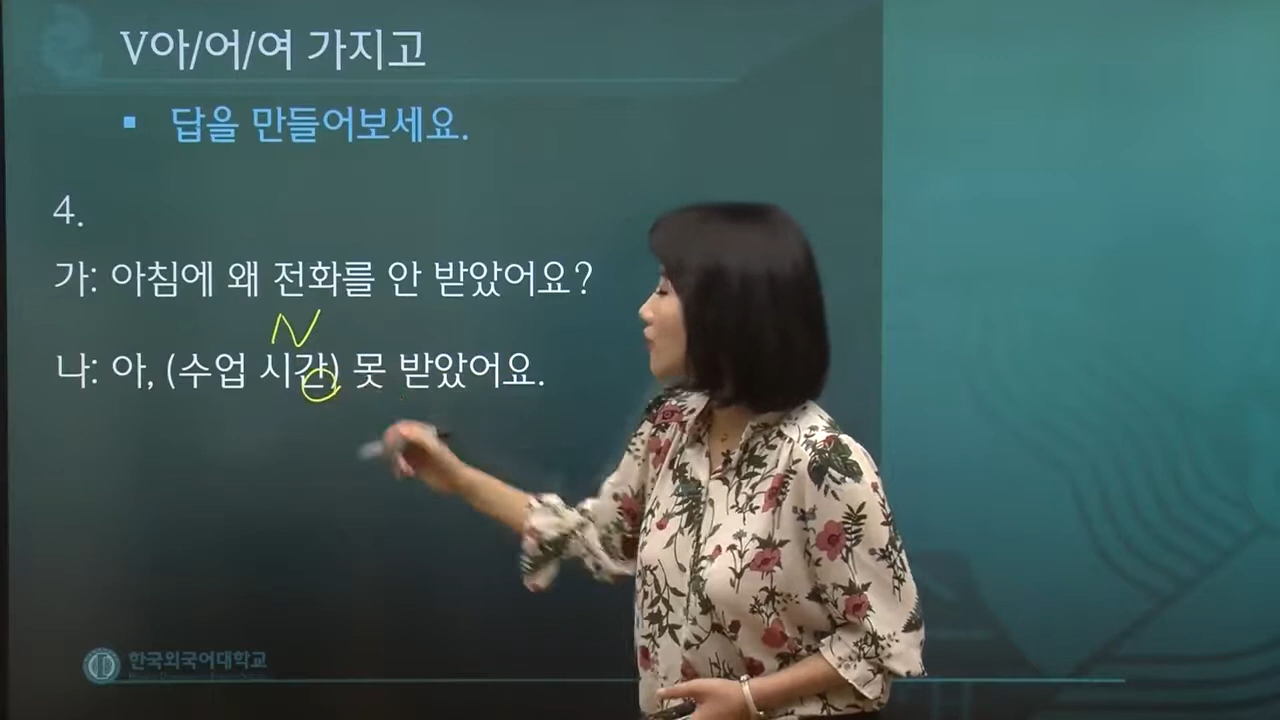 V아/어/여 가지고
▪ 답을 만들어보세요.
4.
가: 아침에 왜 전화를 안 받았어요?
N
나: 아, (수업 시간) 못 받았어요.
한국외국어대학교